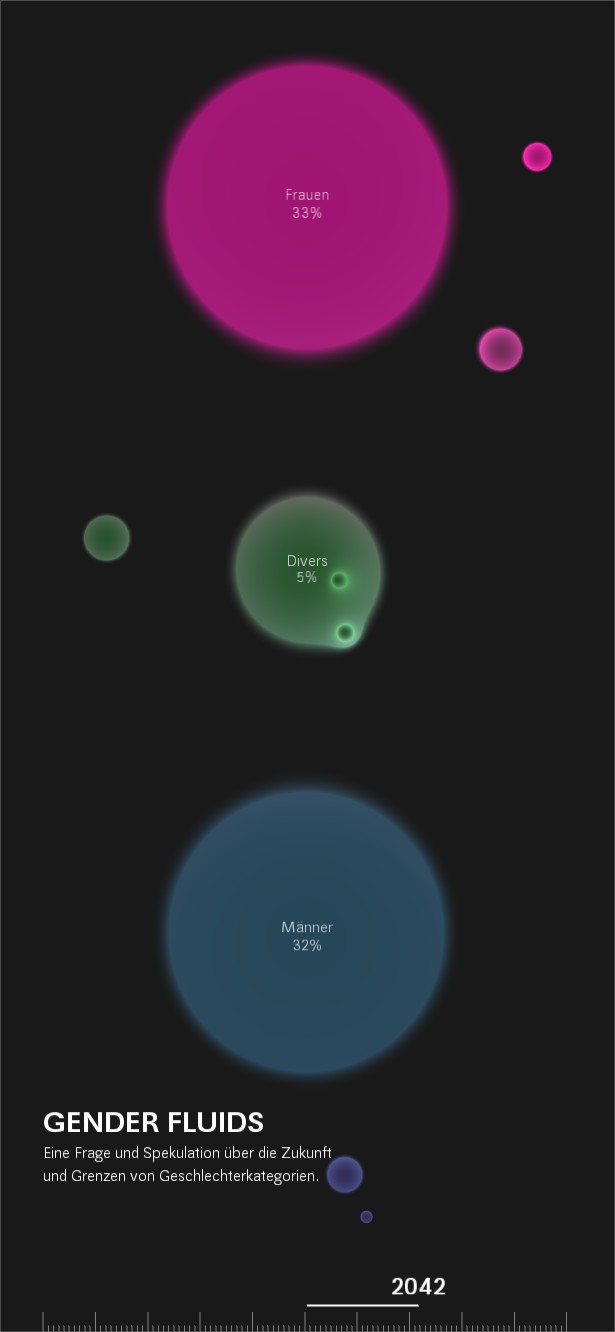 Frauen
33%
Divers
5%
Männer
32%
GENDER FLUIDS
Eine Frage und Spekulation über die Zukunft
und Grenzen von Geschlechterkategorien.
2042